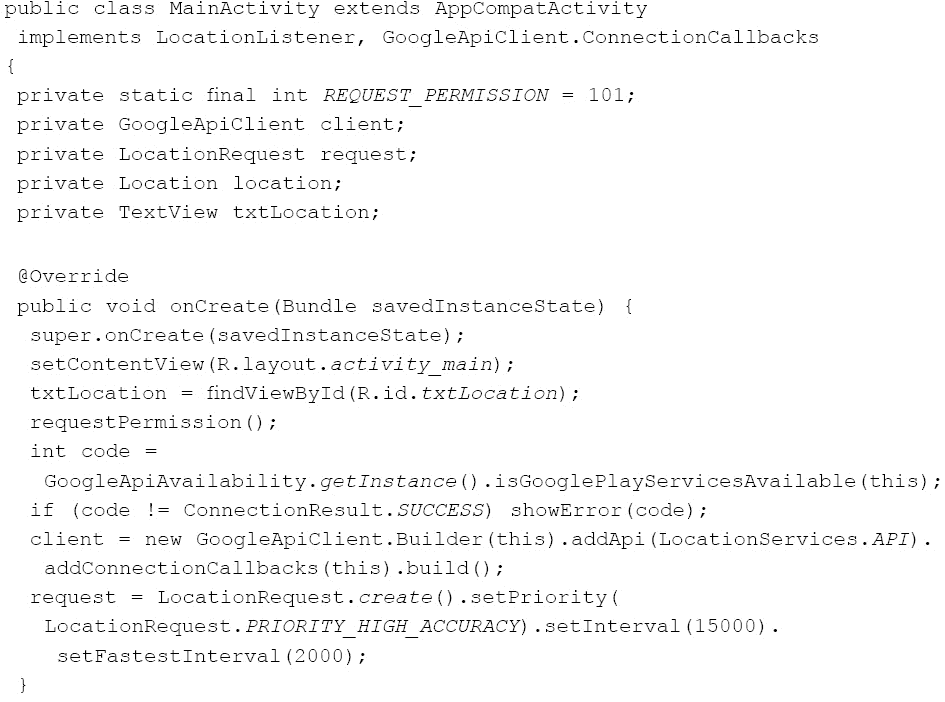 public class MainActivity extends AppCompatActivity
implements LocationListener, GoogleApiClient.ConnectionCallbacks
{
private static final int REQUEST_PERMISSION = 101;
private GoogleApiClient client;
private LocationRequest request;
private Location location;
private TextView txtLocation;
@Override
public void onCreate(Bundle savedInstanceState) {
super.onCreate(savedInstanceState);
setContentView(R.layout.activity_main);
txtLocation = findViewById(R.id.txtLocation);
requestPermission();
int code =
GoogleApiAvailability.getInstance().isGooglePlayServicesAvailable(this);
if (code != ConnectionResult.SUCCESS) showError(code);
client = new GoogleApiClient.Builder(this).addApi(LocationServices.API).
addConnectionCallbacks(this).build();
request = LocationRequest.create().setPriority(
LocationRequest.PRIORITY_HIGH_ACCURACY).setInterval(15000).
setFastestInterval(2000);
}